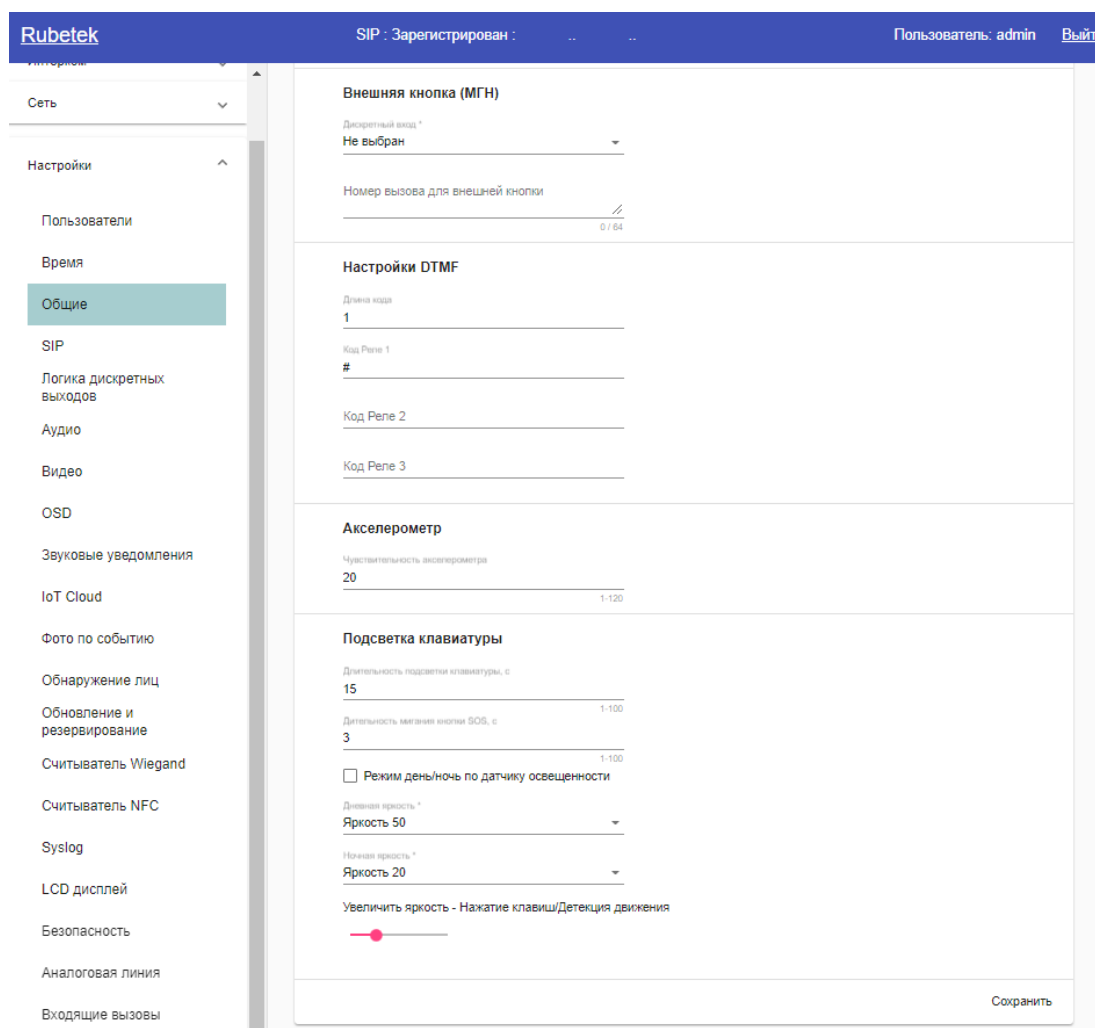 Rubetek
SIP : Зарегистрирован : .. ..
Пользователь: admin
Сеть
Настройки
Пользователи
Время
Общие
SIP
Логика дискретных
выходов
Аудио
Видео
OSD
Звуковые уведомления
IoT Cloud
Фото по событию
Обнаружение лиц
Обновление и
резервирование
Считыватель Wiegand
Считыватель NFC
Syslog
LCD дисплей
Безопасность
Аналоговая линия
Входящие вызовы
Внешняя кнопка (МГН)
Дискретный вход *
Не выбран
Номер вызова для внешней кнопки
0 / 64
Настройки DTMF
Длина кода
1
Код Реле 1
#
Код Реле 2
Код Реле 3
Акселерометр
Чувствительность акселерометра
20
1-120
Подсветка клавиатуры
Длительность подсветки клавиатуры, с
15
1-100
Дительность мигания кнопки SOS, с
3
1-100
Режим день/ночь по датчику освещенности
Дневная яркость *
Яркость 50
Ночная яркость *
Яркость 20
Увеличить яркость - Нажатие клавиш/Детекция движения
Сохранить